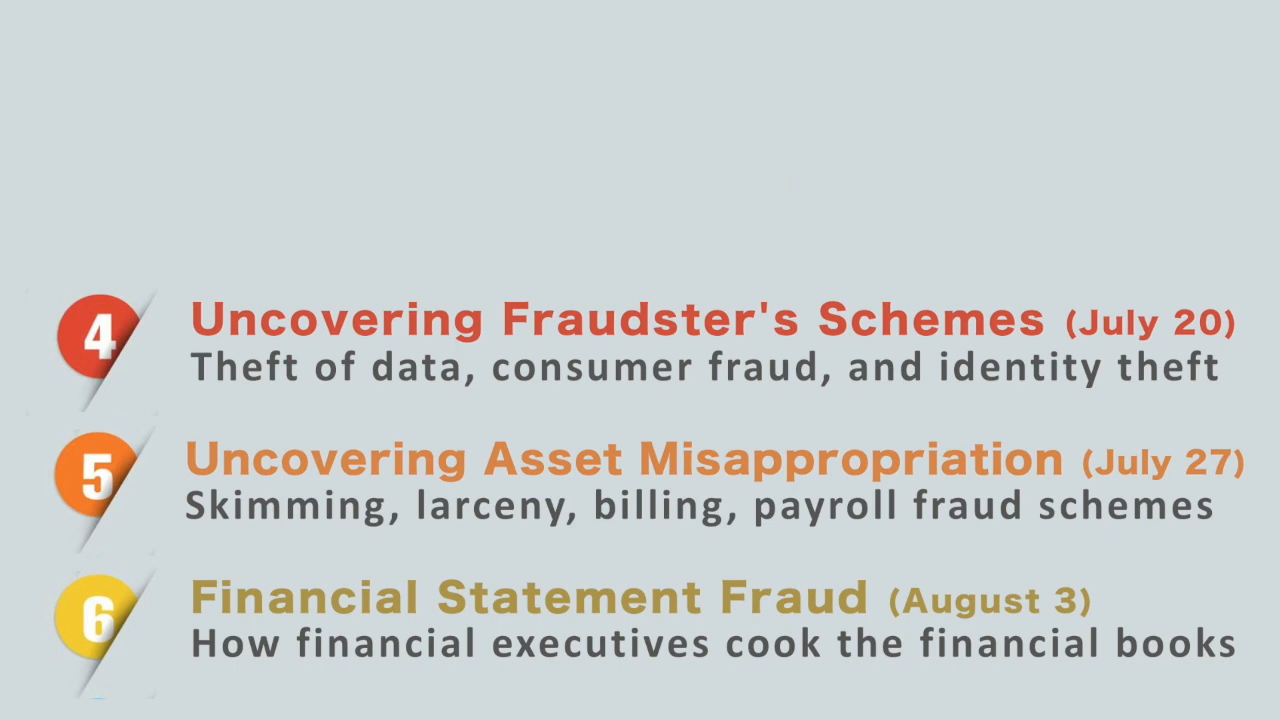 4
Uncovering Fraudster's Schemes (July 20)
Theft of data, consumer fraud, and identity theft
5
Uncovering Asset Misappropriation (July 27)
Skimming, larceny, billing, payroll fraud schemes
6
Financial Statement Fraud (August 3)
How financial executives cook the financial books